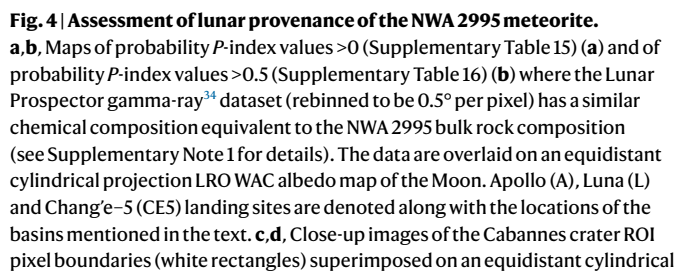 Fig. 4 | Assessment of lunar provenance of the NWA 2995 meteorite.
a,b, Maps of probability P-index values >0 (Supplementary Table 15) (a) and of
probability P-index values >0.5 (Supplementary Table 16) (b) where the Lunar
Prospector gamma-ray34 dataset (rebinned to be 0.5° per pixel) has a similar
chemical composition equivalent to the NWA 2995 bulk rock composition
(see Supplementary Note 1 for details). The data are overlaid on an equidistant
cylindrical projection LRO WAC albedo map of the Moon. Apollo (A), Luna (L)
and Chang’e–5 (CE5) landing sites are denoted along with the locations of the
basins mentioned in the text. c,d, Close-up images of the Cabannes crater ROI
pixel boundaries (white rectangles) superimposed on an equidistant cylindrical